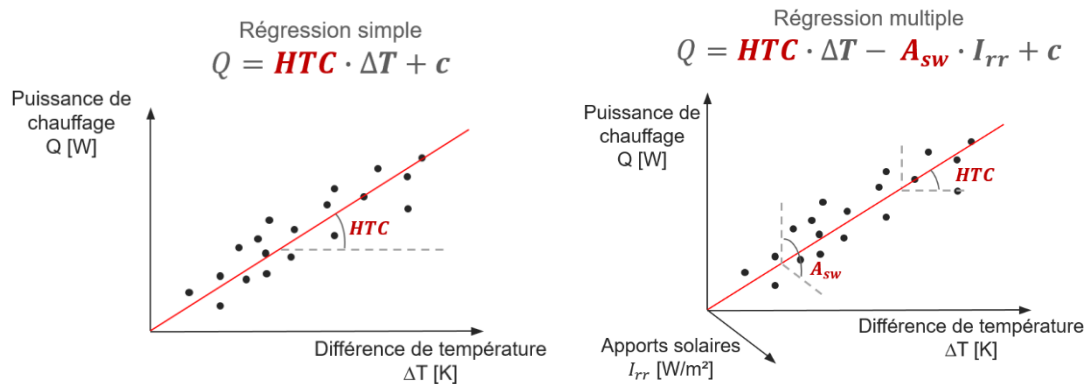 Régression simple
Q = HTC · ΔT + c
Puissance de
chauffage
Q [W]
HTC
Différence de température
ΔT [K]
Régression multiple
Q = HTC · ΔT − A_sw · I_rr + c
Puissance de
chauffage
Q [W]
HTC
A_sw
Différence de température
ΔT [K]
Apports solaires
I_rr [W/m²]